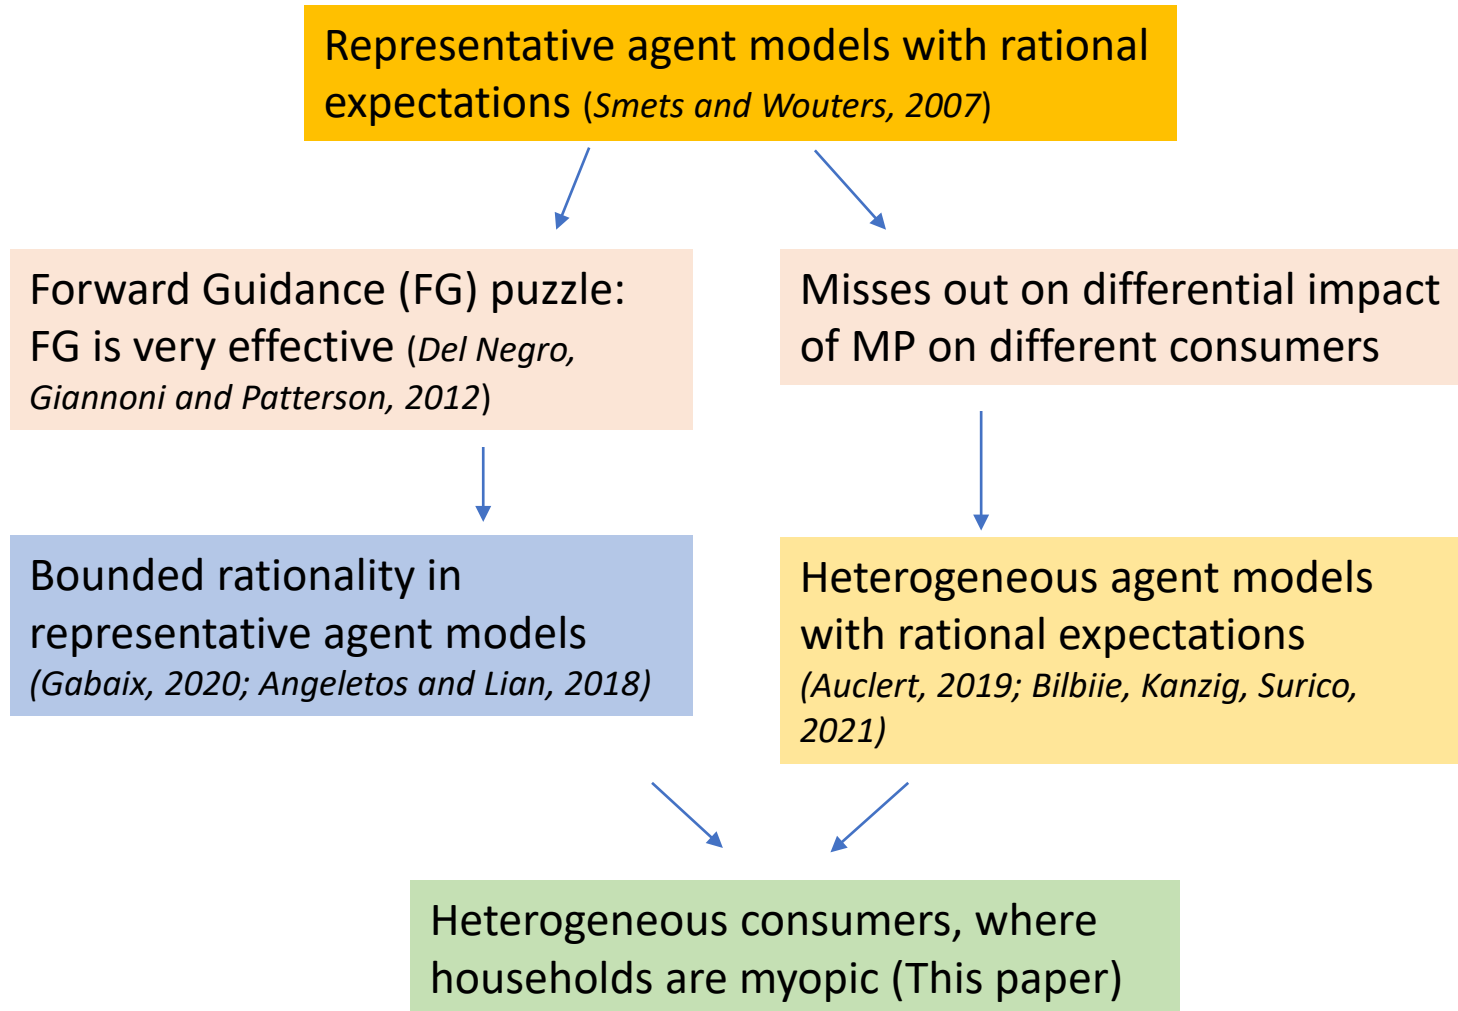 Representative agent models with rational
expectations (Smets and Wouters, 2007)
Forward Guidance (FG) puzzle:
FG is very effective (Del Negro,
Giannoni and Patterson, 2012)
Misses out on differential impact
of MP on different consumers
Bounded rationality in
representative agent models
(Gabaix, 2020; Angeletos and Lian, 2018)
Heterogeneous agent models
with rational expectations
(Auclert, 2019; Bilbiie, Kanzig, Surico,
2021)
Heterogeneous consumers, where
households are myopic (This paper)